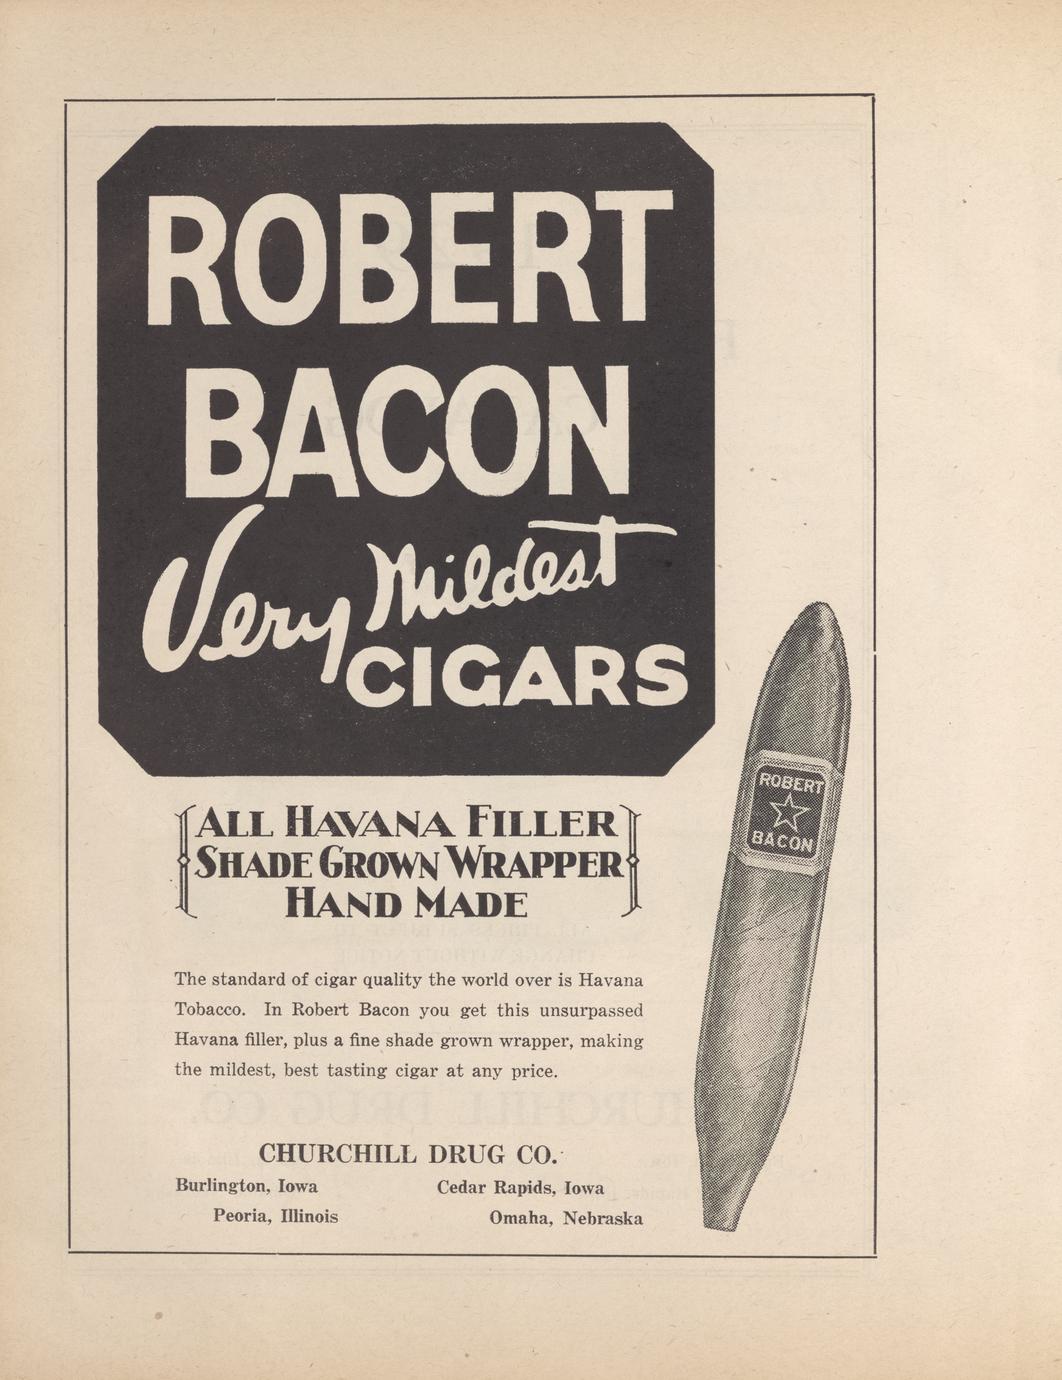 ROBERT
BACON
Very Mildest
CIGARS
ALL HAVANA FILLER
SHADE GROWN WRAPPER
HAND MADE
ROBERT
BACON
The standard of cigar quality the world over is Havana
Tobacco. In Robert Bacon you get this unsurpassed
Havana filler, plus a fine shade grown wrapper, making
the mildest, best tasting cigar at any price.
CHURCHILL DRUG CO.
Burlington, Iowa Cedar Rapids, Iowa
Peoria, Illinois Omaha, Nebraska